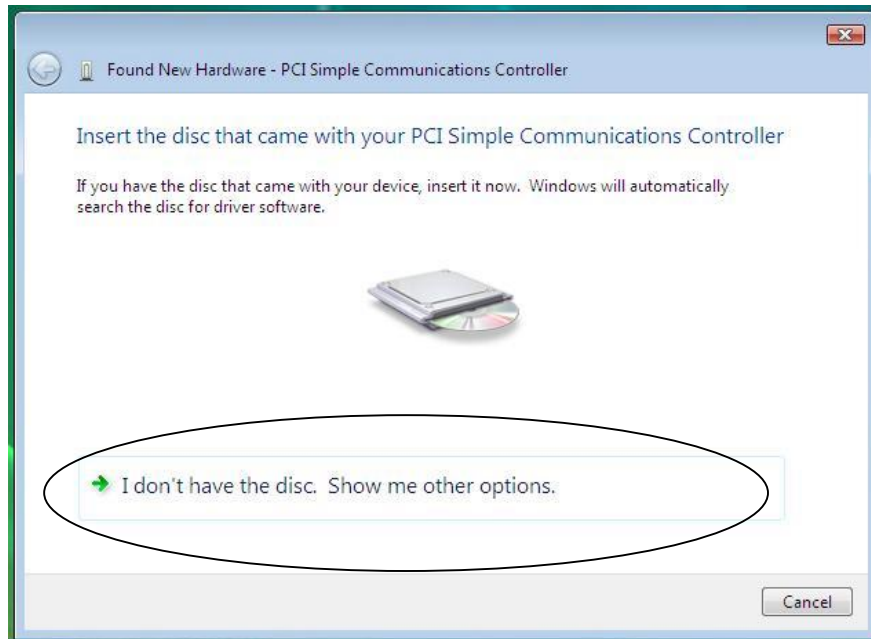 Found New Hardware - PCI Simple Communications Controller
Insert the disc that came with your PCI Simple Communications Controller
If you have the disc that came with your device, insert it now. Windows will automatically
search the disc for driver software.
I don't have the disc. Show me other options.
Cancel